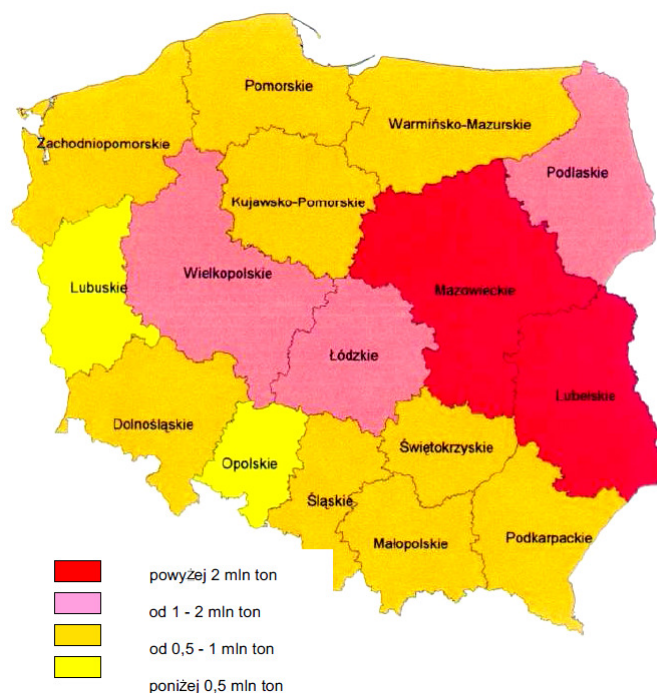 Pomorskie
Warmińsko-Mazurskie
Zachodniopomorskie
Podlaskie
Kujawsko-Pomorskie
Wielkopolskie
Lubuskie
Mazowieckie
Łódzkie
Lubelskie
Dolnośląskie
Świętokrzyskie
Opolskie
Śląskie
Podkarpackie
Małopolskie
powyżej 2 mln ton
od 1 - 2 mln ton
od 0,5 - 1 mln ton
poniżej 0,5 mln ton